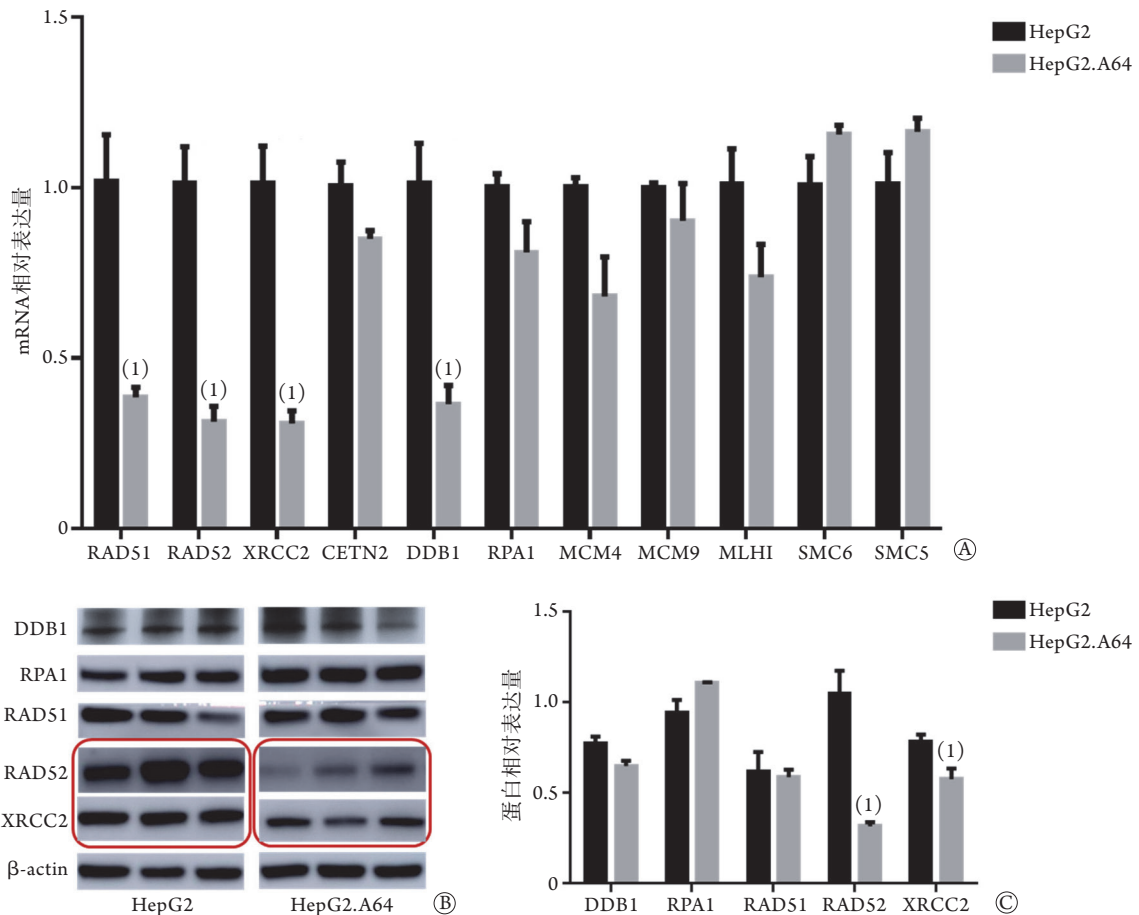 1.5
1.0
0.5
0
mRNA相对表达量
HepG2
HepG2.A64
(1)
(1)
(1)
(1)
RAD51 RAD52 XRCC2 CETN2 DDB1 RPA1 MCM4 MCM9 MLHI SMC6 SMC5
A
DDB1
RPA1
RAD51
RAD52
XRCC2
β-actin
HepG2 HepG2.A64
B
1.5
1.0
0.5
0
蛋白相对表达量
HepG2
HepG2.A64
(1)
(1)
DDB1 RPA1 RAD51 RAD52 XRCC2
C